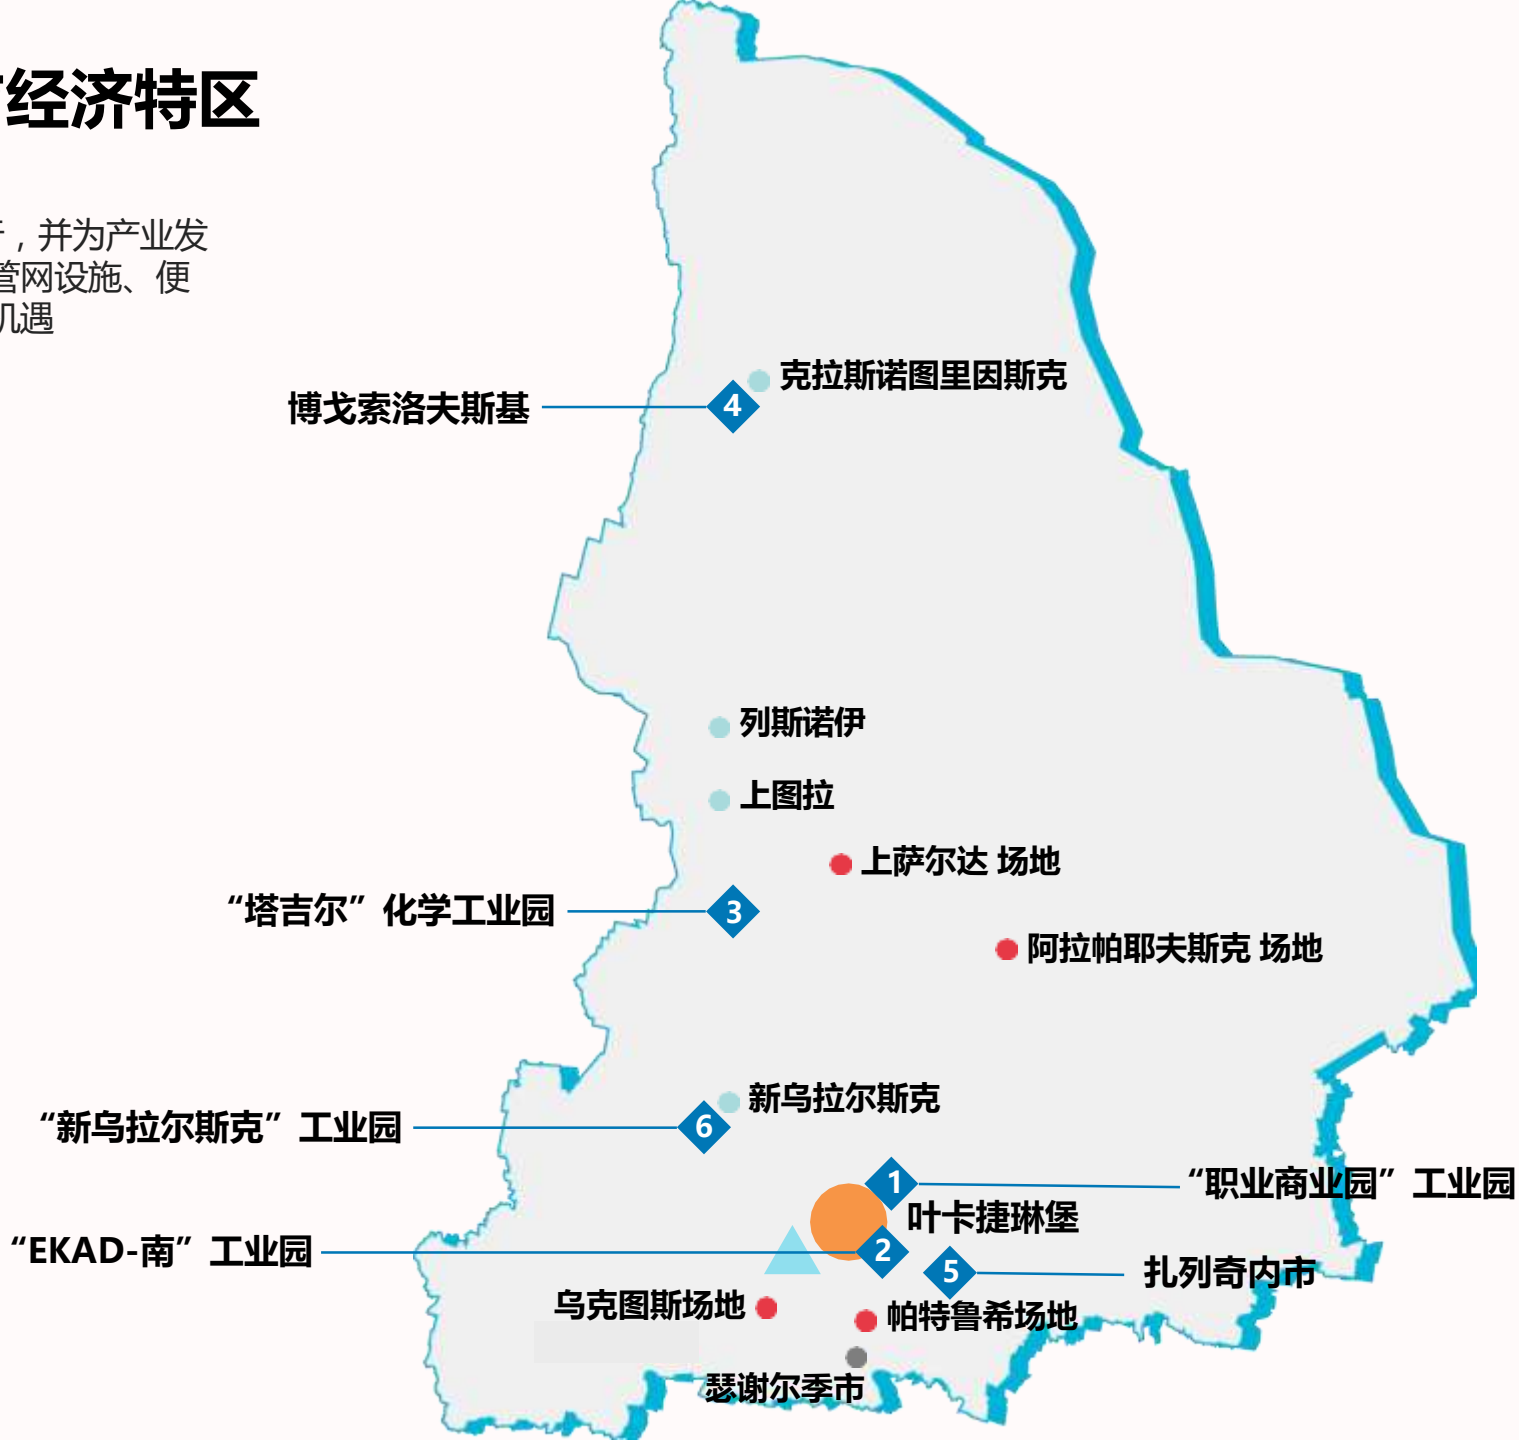 经济特区
，并为产业发
管网设施、便
机遇
克拉斯诺图里因斯克
博戈索洛夫斯基
4
列斯诺伊
上图拉
上萨尔达 场地
“塔吉尔”化学工业园
3
阿拉帕耶夫斯克 场地
新乌拉尔斯克
“新乌拉尔斯克”工业园
6
1
“职业商业园”工业园
叶卡捷琳堡
“EKAD-南”工业园
2
5
扎列奇内市
乌克图斯场地
帕特鲁希场地
瑟谢尔季市